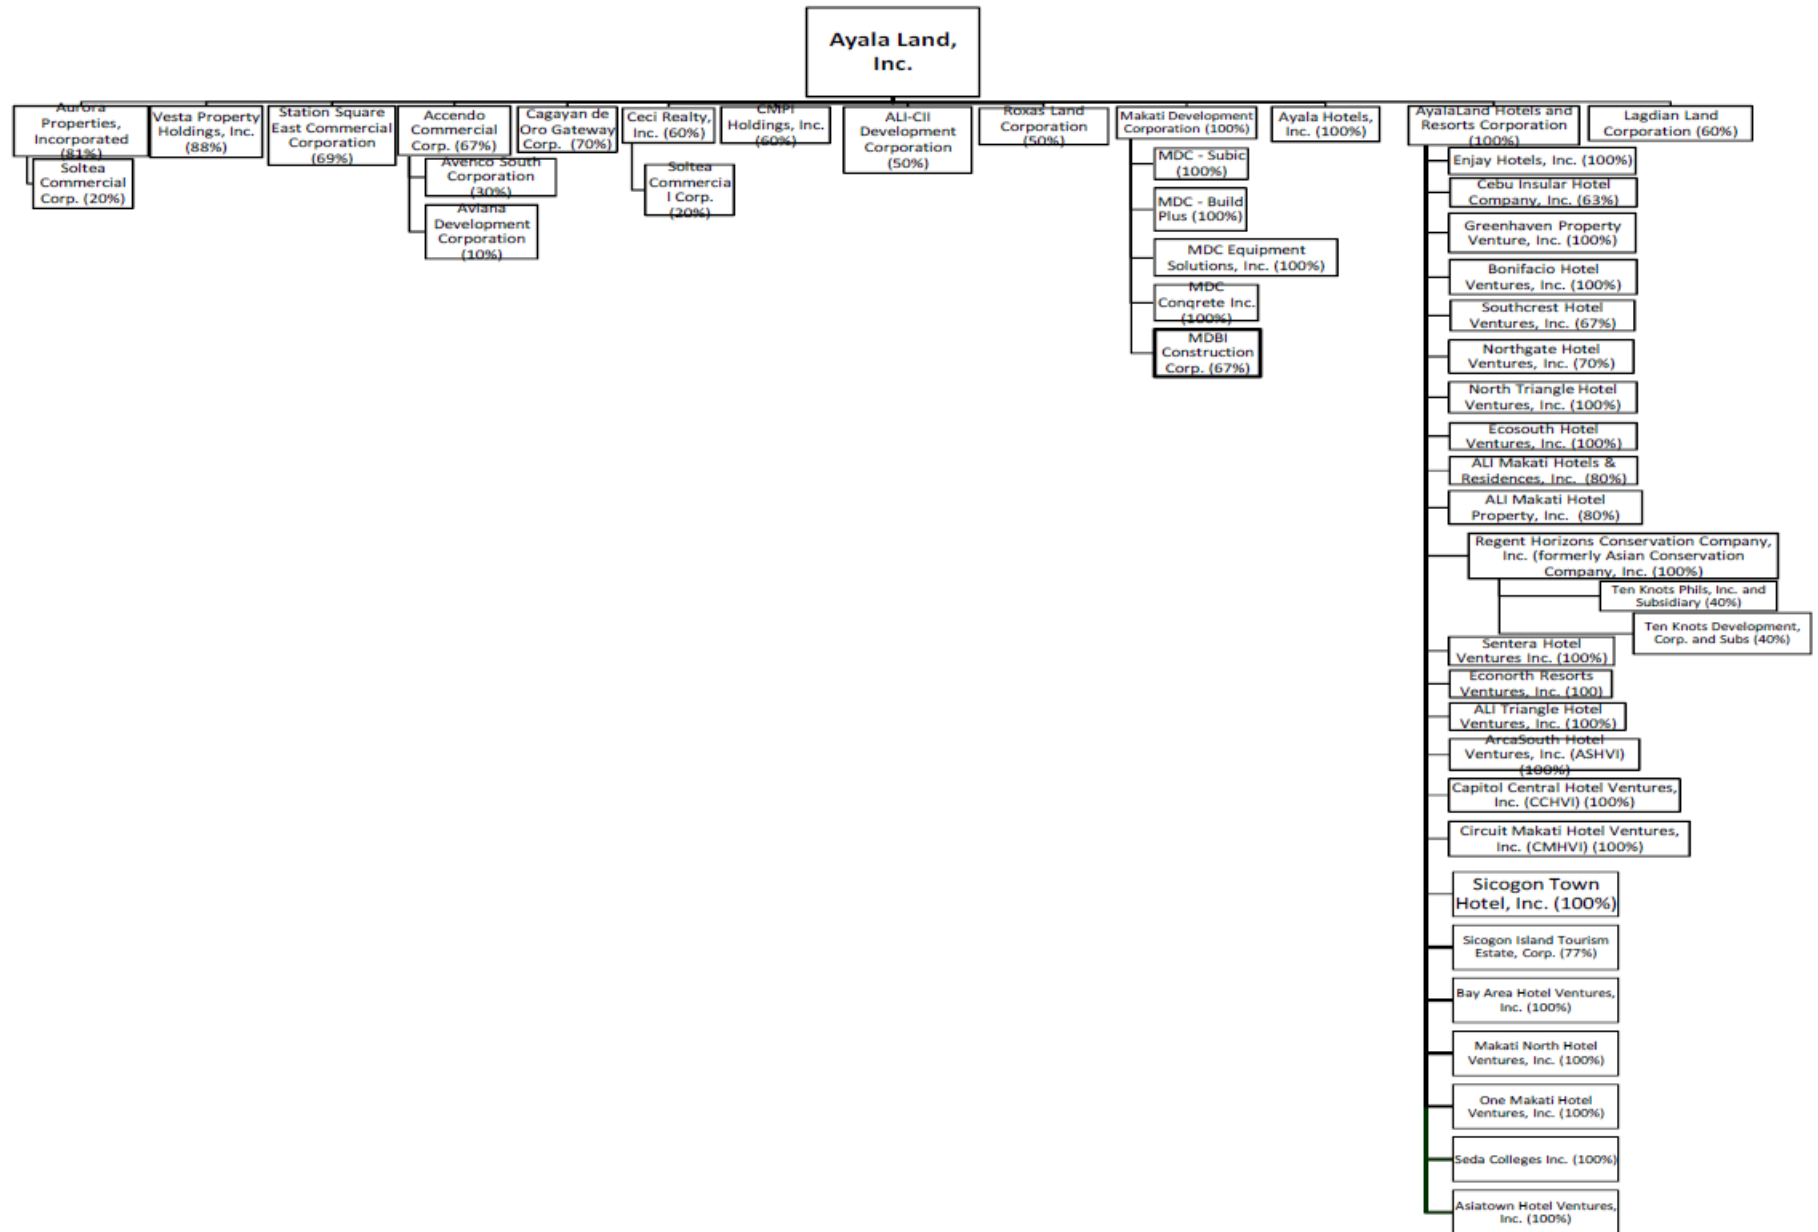 Ayala Land,
Inc.
Aurora
Properties,
Incorporated
(81%)
Soltea
Commercial
Corp. (20%)
Vesta Property
Holdings, Inc.
(88%)
Station Square
East Commercial
Corporation
(69%)
Accendo
Commercial
Corp. (67%)
Avenco South
Corporation
(30%)
Aviana
Development
Corporation
(10%)
Cagayan de
Oro Gateway
Corp. (70%)
Ceci Realty,
Inc. (60%)
Soltea
Commercia
l Corp.
(20%)
CMPI
Holdings, Inc.
(60%)
ALI-CII
Development
Corporation
(50%)
Roxas Land
Corporation
(50%)
Makati Development
Corporation (100%)
MDC - Subic
(100%)
MDC - Build
Plus (100%)
MDC Equipment
Solutions, Inc. (100%)
MDC
Conqrete Inc.
(100%)
MDBI
Construction
Corp. (67%)
Ayala Hotels,
Inc. (100%)
AyalaLand Hotels and
Resorts Corporation
(100%)
Enjay Hotels, Inc. (100%)
Cebu Insular Hotel
Company, Inc. (63%)
Greenhaven Property
Venture, Inc. (100%)
Bonifacio Hotel
Ventures, Inc. (100%)
Southcrest Hotel
Ventures, Inc. (67%)
Northgate Hotel
Ventures, Inc. (70%)
North Triangle Hotel
Ventures, Inc. (100%)
Ecosouth Hotel
Ventures, Inc. (100%)
ALI Makati Hotels &
Residences, Inc. (80%)
ALI Makati Hotel
Property, Inc. (80%)
Regent Horizons Conservation Company,
Inc. (formerly Asian Conservation
Company, Inc. (100%)
Ten Knots Phils, Inc. and
Subsidiary (40%)
Ten Knots Development,
Corp. and Subs (40%)
Sentera Hotel
Ventures Inc. (100%)
Econorth Resorts
Ventures, Inc. (100)
ALI Triangle Hotel
Ventures, Inc. (100%)
ArcaSouth Hotel
Ventures, Inc. (ASHVI)
(100%)
Capitol Central Hotel Ventures,
Inc. (CCHVI) (100%)
Circuit Makati Hotel Ventures,
Inc. (CMHVI) (100%)
Sicogon Town
Hotel, Inc. (100%)
Sicogon Island Tourism
Estate, Corp. (77%)
Bay Area Hotel Ventures,
Inc. (100%)
Makati North Hotel
Ventures, Inc. (100%)
One Makati Hotel
Ventures, Inc. (100%)
Seda Colleges Inc. (100%)
Asiatown Hotel Ventures,
Inc. (100%)
Lagdian Land
Corporation (60%)